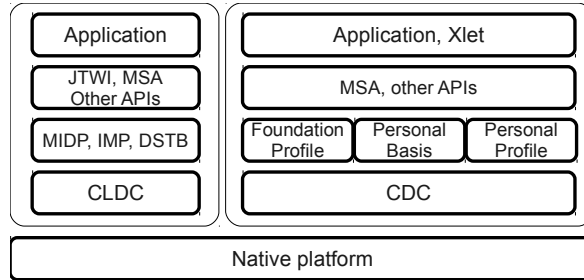 Application
JTWI, MSA
Other APIs
MIDP, IMP, DSTB
CLDC
Application, Xlet
MSA, other APIs
Foundation
Profile
Personal
Basis
Personal
Profile
CDC
Native platform